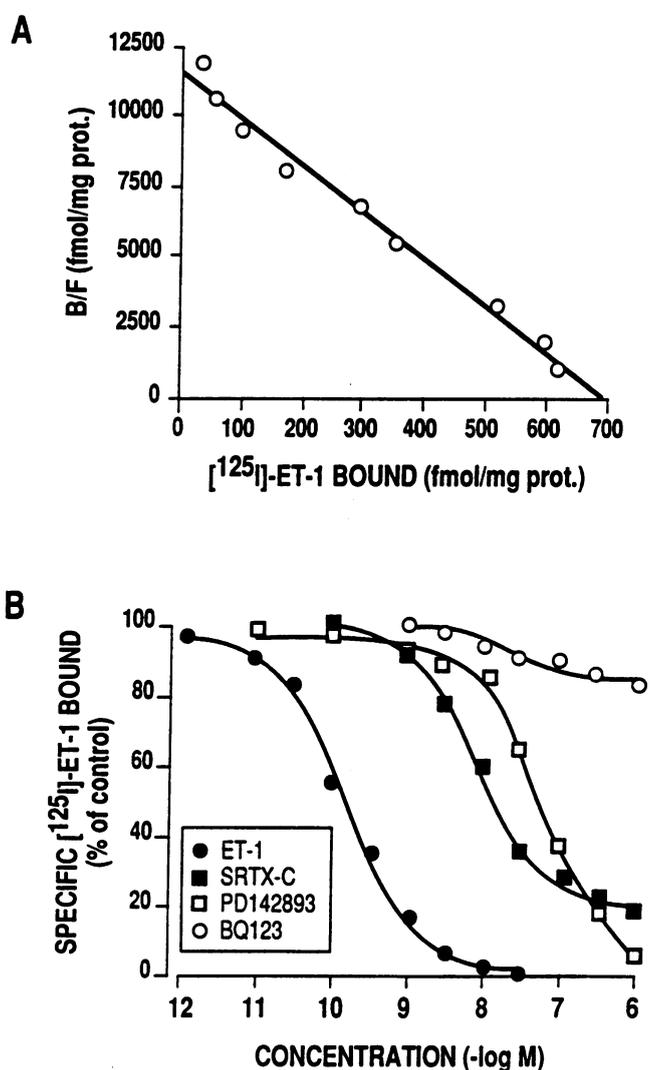 A
12500
10000
7500
5000
2500
0
B/F (fmol/mg prot.)
0 100 200 300 400 500 600 700
[125I]-ET-1 BOUND (fmol/mg prot.)
B
100
80
60
40
20
0
SPECIFIC [125I]-ET-1 BOUND
(% of control)
ET-1
SRTX-C
PD142893
BQ123
12 11 10 9 8 7 6
CONCENTRATION (-log M)